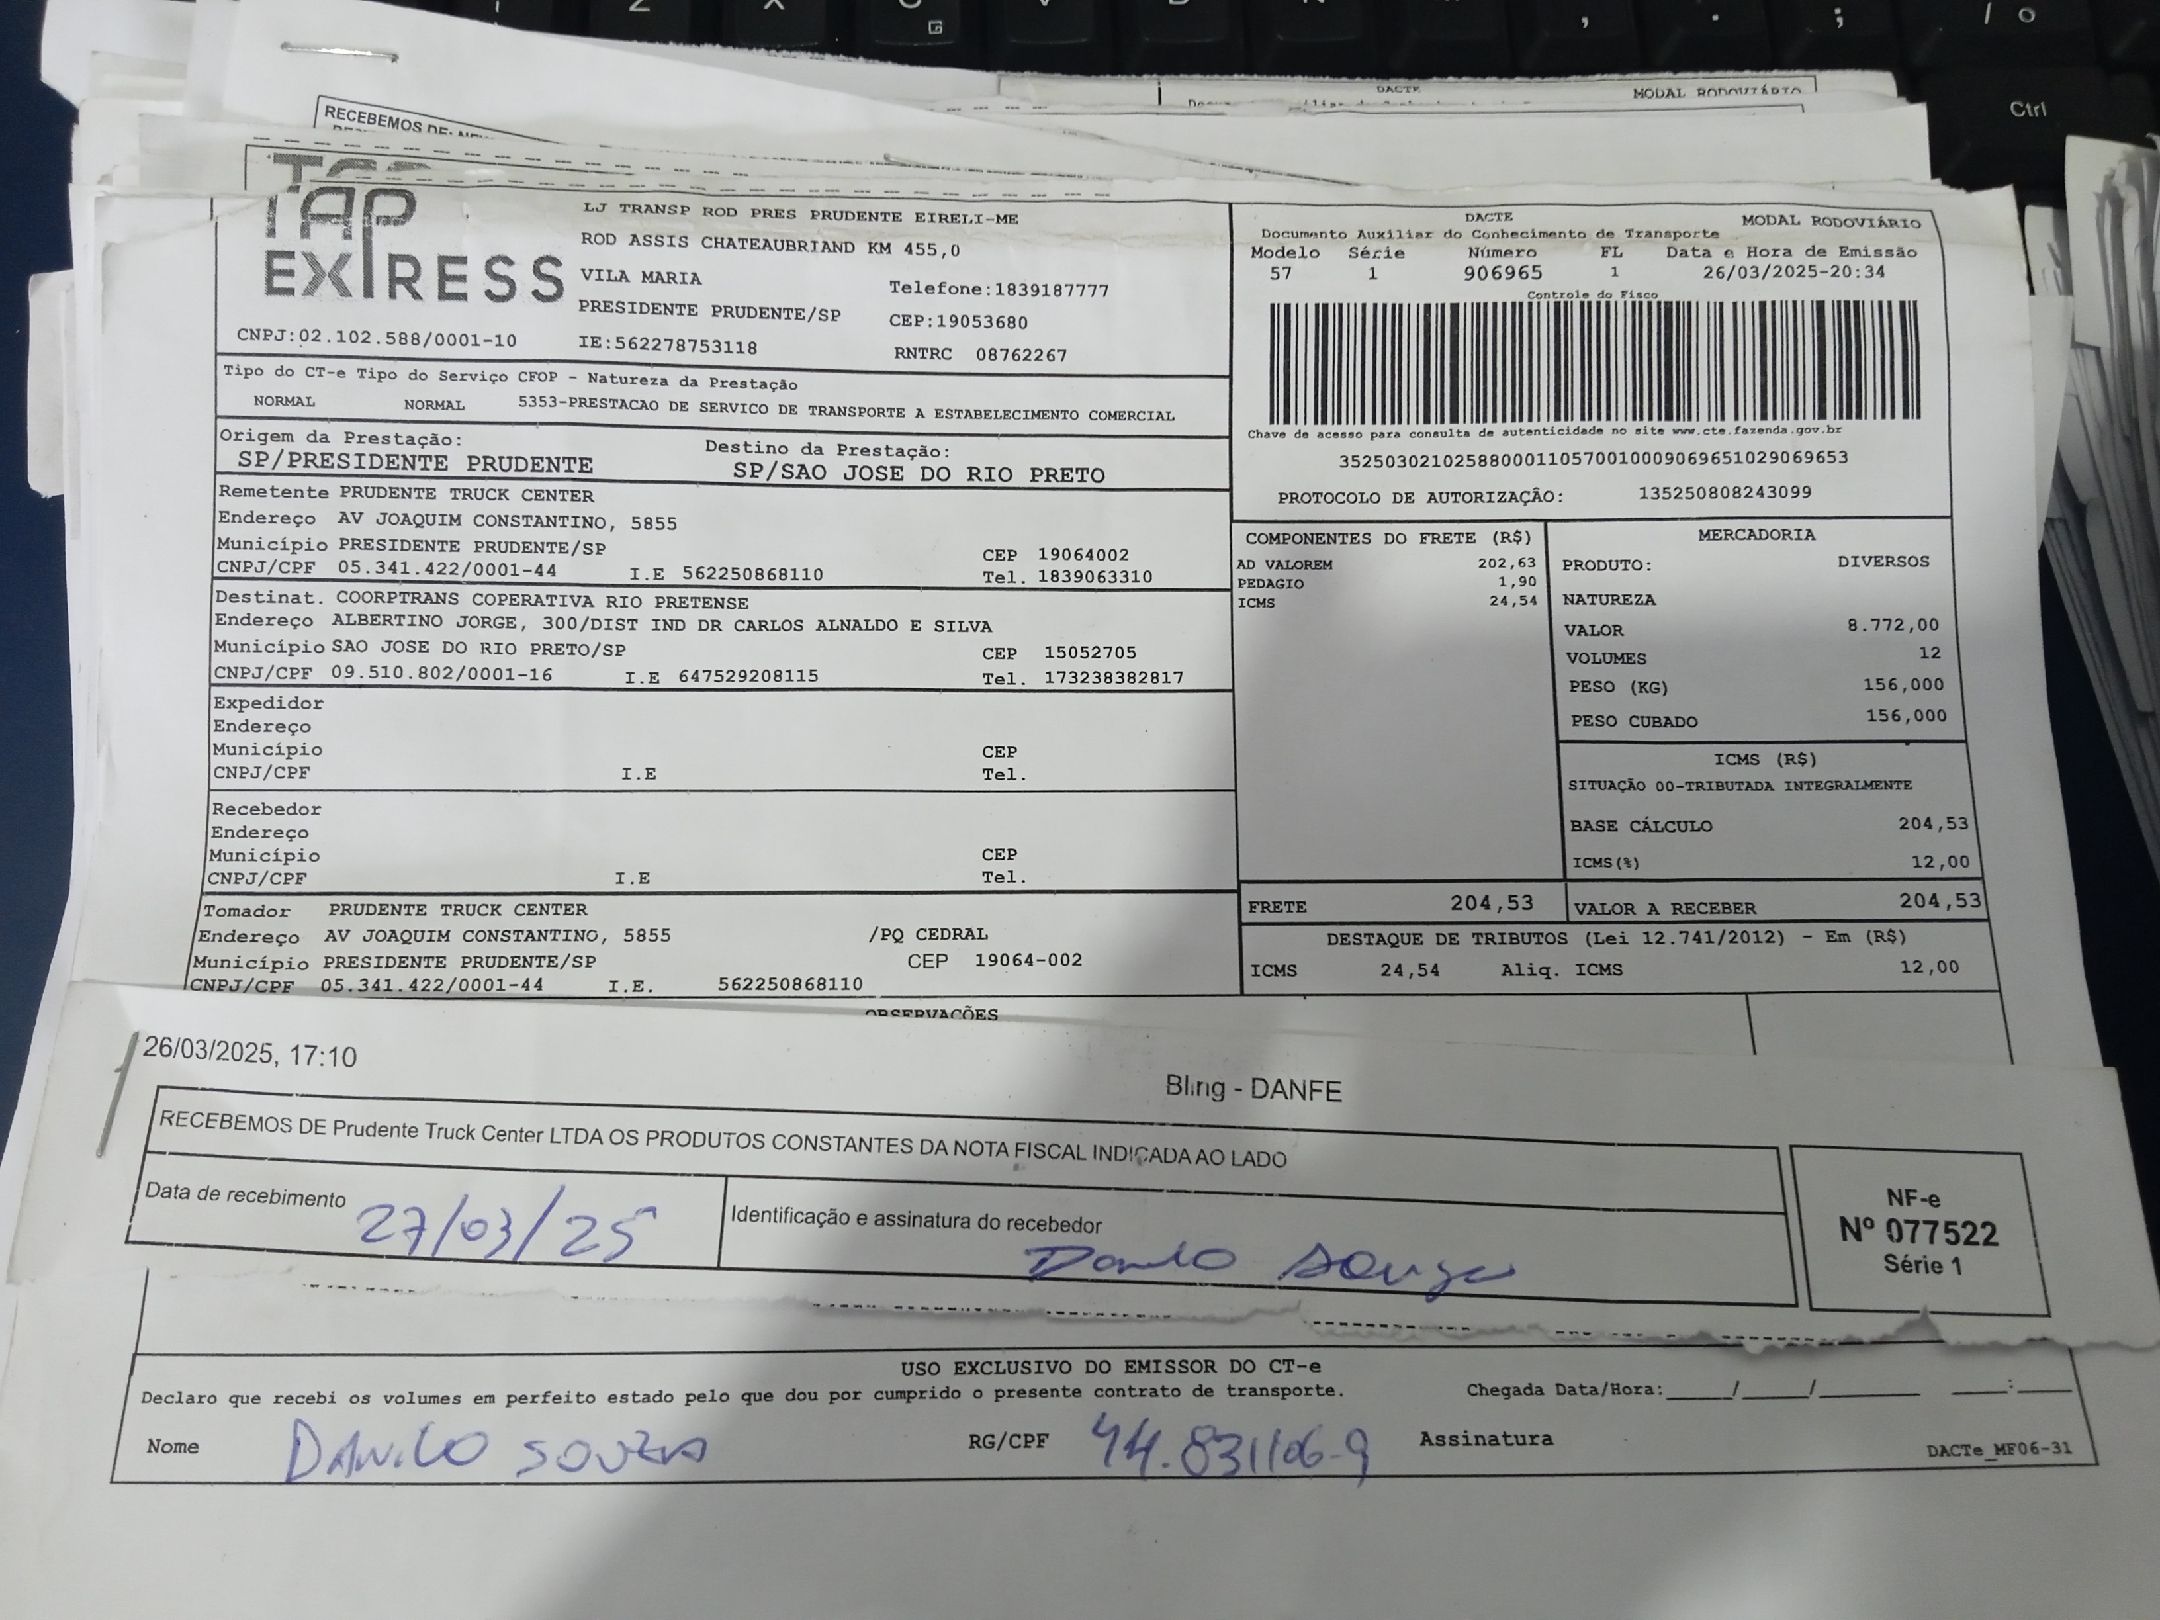 RECEBEMOS DE:
DACTE
MODAL RODOVIÁRIO
Ctrl
TAP EXPRESS
LJ TRANSP ROD PRES PRUDENTE EIRELI-ME
ROD ASSIS CHATEAUBRIAND KM 455,0
VILA MARIA Telefone:1839187777
PRESIDENTE PRUDENTE/SP CEP:19053680
CNPJ:02.102.588/0001-10 IE:562278753118 RNTRC 08762267
DACTE MODAL RODOVIÁRIO
Documento Auxiliar do Conhecimento de Transporte
Modelo Série Número FL Data e Hora de Emissão
57 1 906965 1 26/03/2025-20:34
Controle do Fisco
Chave de acesso para consulta de autenticidade no site www.cte.fazenda.gov.br
35250302102588000110570010009069651029069653
PROTOCOLO DE AUTORIZAÇÃO: 135250808243099
Tipo do CT-e Tipo do Serviço CFOP - Natureza da Prestação
NORMAL NORMAL 5353-PRESTACAO DE SERVICO DE TRANSPORTE A ESTABELECIMENTO COMERCIAL
Origem da Prestação: Destino da Prestação:
SP/PRESIDENTE PRUDENTE SP/SAO JOSE DO RIO PRETO
Remetente PRUDENTE TRUCK CENTER
Endereço AV JOAQUIM CONSTANTINO, 5855
Município PRESIDENTE PRUDENTE/SP CEP 19064002
CNPJ/CPF 05.341.422/0001-44 I.E 562250868110 Tel. 1839063310
Destinat. COORPTRANS COPERATIVA RIO PRETENSE
Endereço ALBERTINO JORGE, 300/DIST IND DR CARLOS ALNALDO E SILVA
Município SAO JOSE DO RIO PRETO/SP CEP 15052705
CNPJ/CPF 09.510.802/0001-16 I.E 647529208115 Tel. 173238382817
Expedidor
Endereço
Município CEP
CNPJ/CPF I.E Tel.
Recebedor
Endereço
Município CEP
CNPJ/CPF I.E Tel.
Tomador PRUDENTE TRUCK CENTER
Endereço AV JOAQUIM CONSTANTINO, 5855 /PQ CEDRAL
Município PRESIDENTE PRUDENTE/SP CEP 19064-002
CNPJ/CPF 05.341.422/0001-44 I.E. 562250868110
COMPONENTES DO FRETE (R$)
AD VALOREM 202,63
PEDAGIO 1,90
ICMS 24,54
MERCADORIA
PRODUTO: DIVERSOS
NATUREZA
VALOR 8.772,00
VOLUMES 12
PESO (KG) 156,000
PESO CUBADO 156,000
ICMS (R$)
SITUAÇÃO 00-TRIBUTADA INTEGRALMENTE
BASE CÁLCULO 204,53
ICMS(%) 12,00
FRETE 204,53 VALOR A RECEBER 204,53
DESTAQUE DE TRIBUTOS (Lei 12.741/2012) - Em (R$)
ICMS 24,54 Aliq. ICMS 12,00
OBSERVAÇÕES
26/03/2025, 17:10
Bling - DANFE
RECEBEMOS DE Prudente Truck Center LTDA OS PRODUTOS CONSTANTES DA NOTA FISCAL INDICADA AO LADO
Data de recebimento 27/03/25
Identificação e assinatura do recebedor
Danilo Souza
NF-e
Nº 077522
Série 1
USO EXCLUSIVO DO EMISSOR DO CT-e
Declaro que recebi os volumes em perfeito estado pelo que dou por cumprido o presente contrato de transporte. Chegada Data/Hora:____/____/______ ___:___
Nome DANILO SOUZA RG/CPF 44.831106-9 Assinatura
DACTe_MF06-31